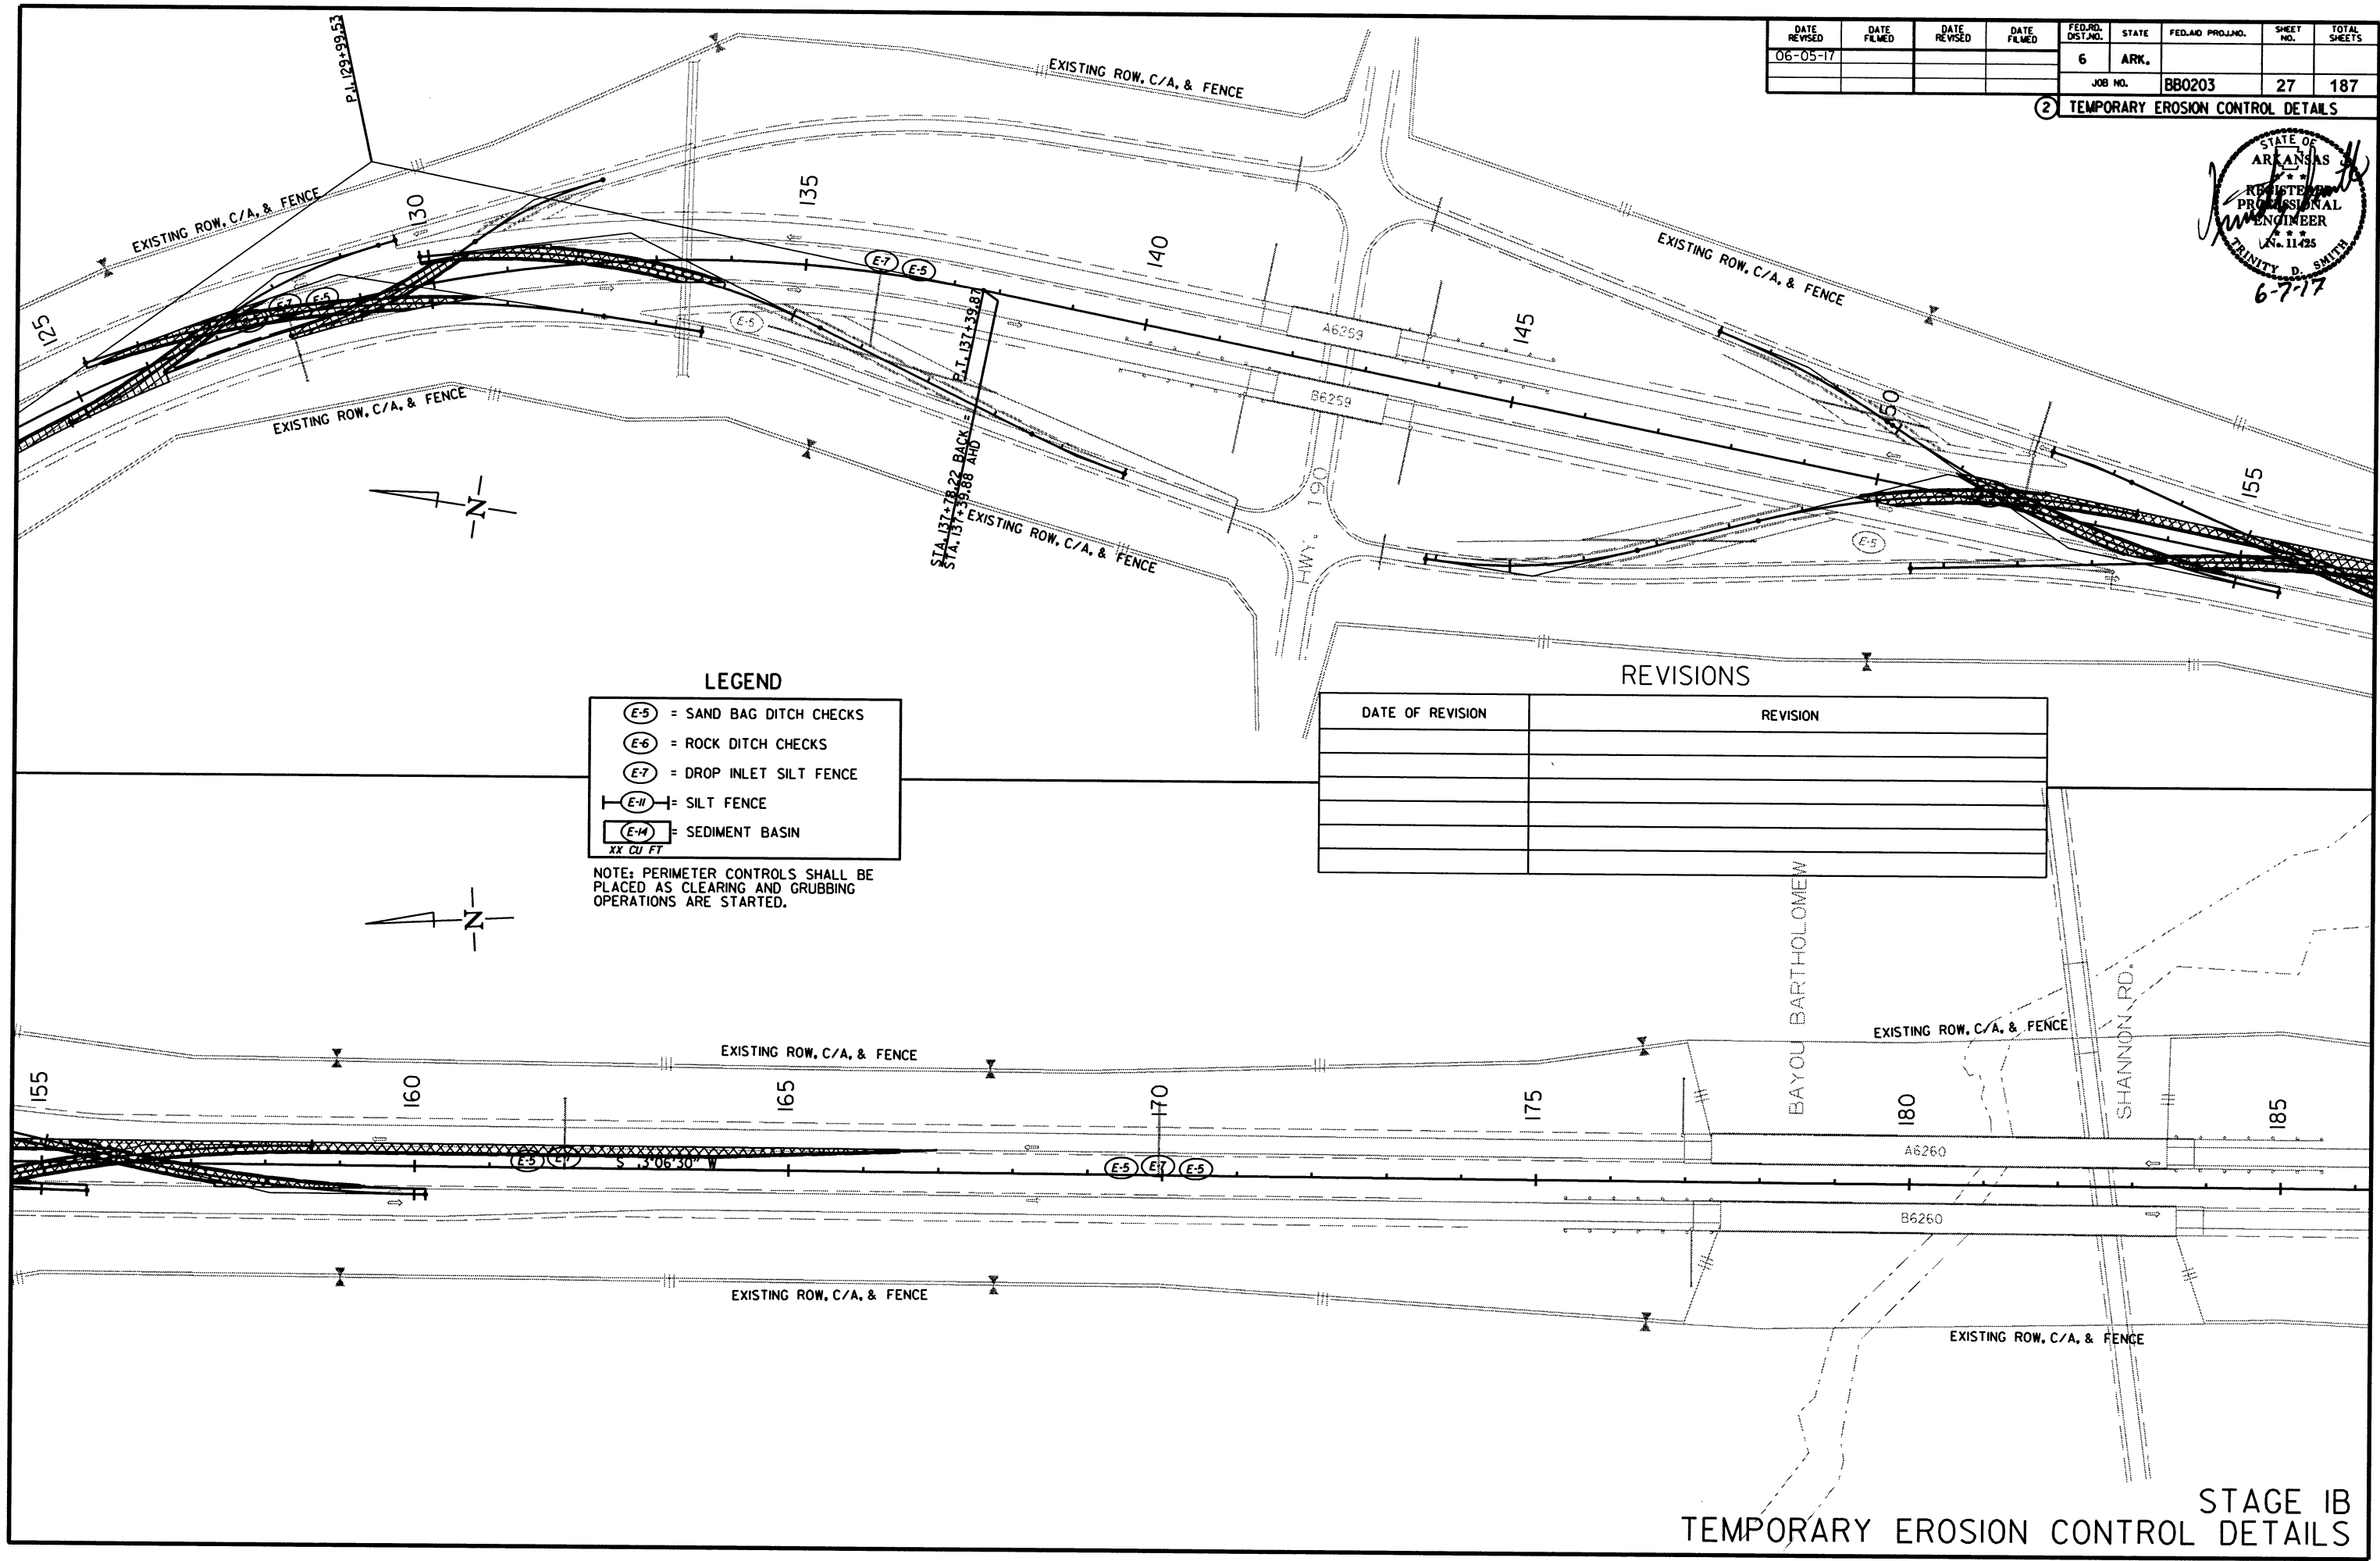 DATE REVISED
DATE FILMED
DATE REVISED
DATE FILMED
FED.RD. DIST.NO.
STATE
FED.AID PROJ.NO.
SHEET NO.
TOTAL SHEETS
06-05-17
6
ARK.
JOB NO.
BB0203
27
187
2 TEMPORARY EROSION CONTROL DETAILS
STATE OF
ARKANSAS
REGISTERED
PROFESSIONAL
ENGINEER
No. 11425
TRINITY D. SMITH
6-7-17
P.I. 129+99.53
EXISTING ROW, C/A, & FENCE
EXISTING ROW, C/A, & FENCE
EXISTING ROW, C/A, & FENCE
EXISTING ROW, C/A, & FENCE
EXISTING ROW, C/A, & FENCE
125
130
135
140
145
150
155
E-7
E-5
E-7
E-5
E-5
E-5
A6259
B6259
P.T. 137+39.87
STA. 137+78.22 BACK =
STA. 137+39.88 AHD
HWY. 190
N
LEGEND
E-5 = SAND BAG DITCH CHECKS
E-6 = ROCK DITCH CHECKS
E-7 = DROP INLET SILT FENCE
E-11 = SILT FENCE
E-14 = SEDIMENT BASIN
XX CU FT
NOTE: PERIMETER CONTROLS SHALL BE
PLACED AS CLEARING AND GRUBBING
OPERATIONS ARE STARTED.
REVISIONS
DATE OF REVISION
REVISION
N
EXISTING ROW, C/A, & FENCE
EXISTING ROW, C/A, & FENCE
155
160
165
170
175
180
185
BAYOU BARTHOLOMEW
SHANNON RD.
E-5
E-7
S 3°06'30" W
E-5
E-7
E-5
A6260
B6260
EXISTING ROW, C/A, & FENCE
EXISTING ROW, C/A, & FENCE
STAGE 1B
TEMPORARY EROSION CONTROL DETAILS